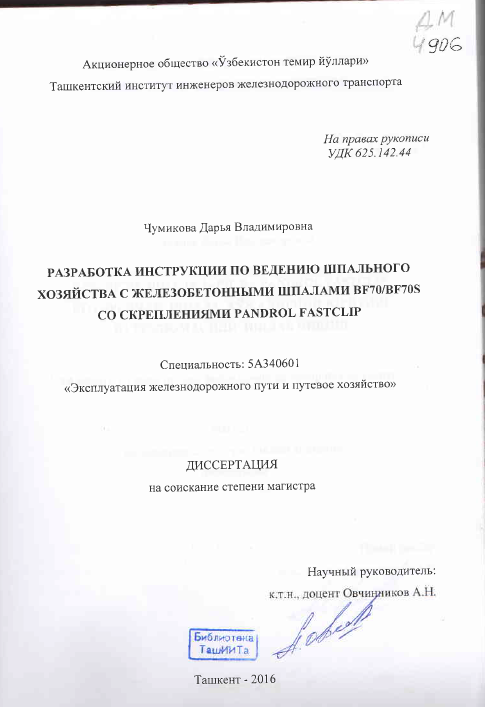 ДМ
4906
Акционерное общество «Ўзбекистон темир йўллари»
Ташкентский институт инженеров железнодорожного транспорта
На правах рукописи
УДК 625.142.44
Чумикова Дарья Владимировна
РАЗРАБОТКА ИНСТРУКЦИИ ПО ВЕДЕНИЮ ШПАЛЬНОГО
ХОЗЯЙСТВА С ЖЕЛЕЗОБЕТОННЫМИ ШПАЛАМИ BF70/BF70S
СО СКРЕПЛЕНИЯМИ PANDROL FASTCLIP
Специальность: 5А340601
«Эксплуатация железнодорожного пути и путевое хозяйство»
ДИССЕРТАЦИЯ
на соискание степени магистра
Научный руководитель:
к.т.н., доцент Овчинников А.Н.
Библиотека
ТашИИТа
Ташкент - 2016